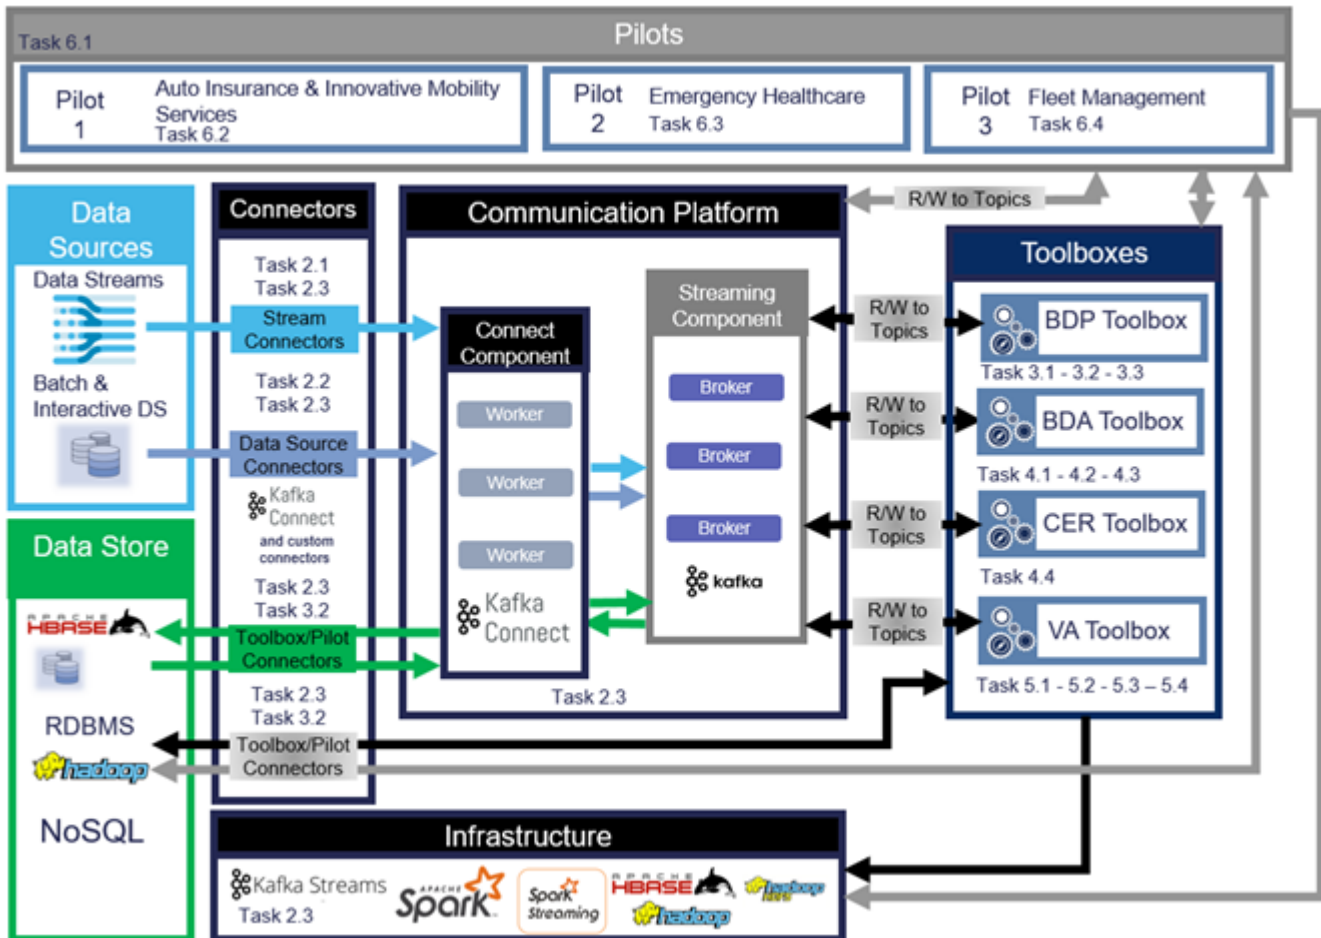 Pilots
Task 6.1
Pilot
1
Auto Insurance & Innovative Mobility
Services
Task 6.2
Pilot
2
Emergency Healthcare
Task 6.3
Pilot
3
Fleet Management
Task 6.4
Data
Sources
Data Streams
Batch &
Interactive DS
Data Store
APACHE
HBASE
RDBMS
hadoop
NoSQL
Connectors
Task 2.1
Task 2.3
Stream
Connectors
Task 2.2
Task 2.3
Data Source
Connectors
Kafka
Connect
and custom
connectors
Task 2.3
Task 3.2
Toolbox/Pilot
Connectors
Task 2.3
Task 3.2
Toolbox/Pilot
Connectors
Communication Platform
Connect
Component
Worker
Worker
Worker
Kafka
Connect
Streaming
Component
Broker
Broker
Broker
kafka
Task 2.3
R/W to Topics
R/W to
Topics
R/W to
Topics
R/W to
Topics
R/W to
Topics
Toolboxes
BDP Toolbox
Task 3.1 - 3.2 - 3.3
BDA Toolbox
Task 4.1 - 4.2 - 4.3
CER Toolbox
Task 4.4
VA Toolbox
Task 5.1 - 5.2 - 5.3 – 5.4
Infrastructure
Kafka Streams
Task 2.3
APACHE
Spark
Spark
Streaming
APACHE
HBASE
hadoop
hadoop